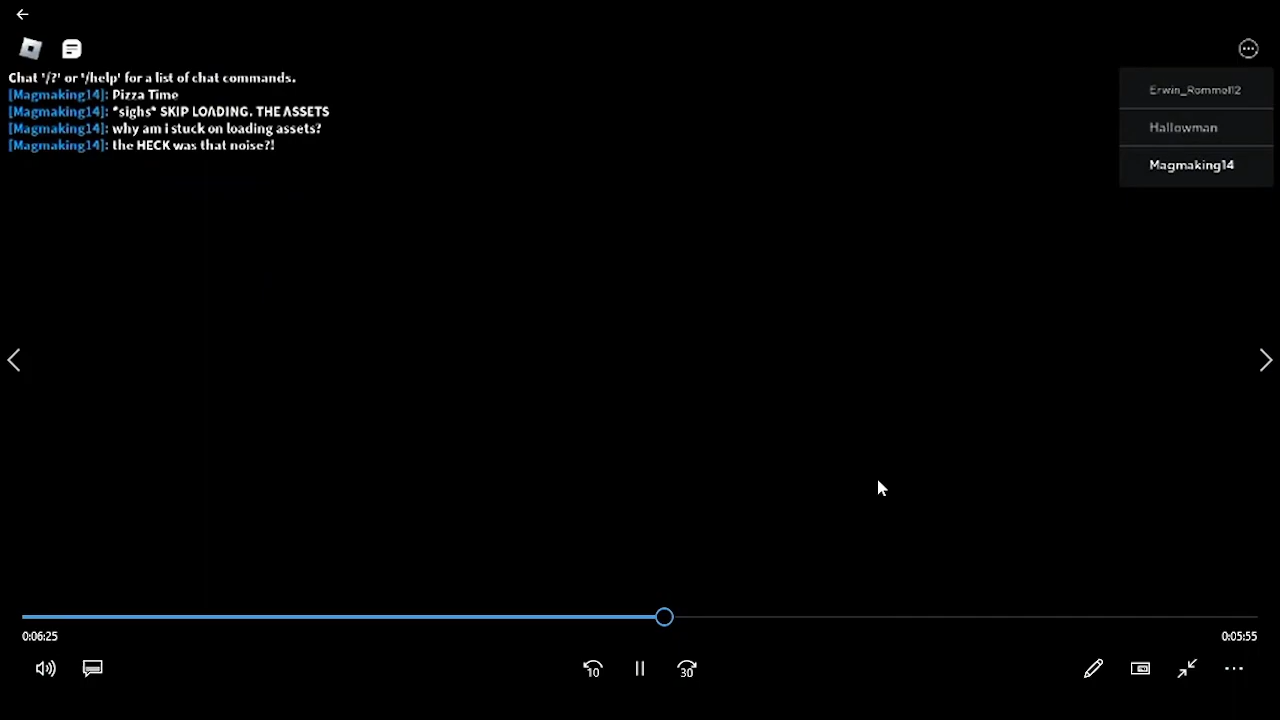 Chat '/?' or '/help' for a list of chat commands.
[Magmaking14]: Pizza Time
[Magmaking14]: *sighs* SKIP LOADING. THE ASSETS
[Magmaking14]: why am i stuck on loading assets?
[Magmaking14]: the HECK was that noise?!
Erwin_Rommel12
Hallowman
Magmaking14
0:06:25
0:05:55
10
30